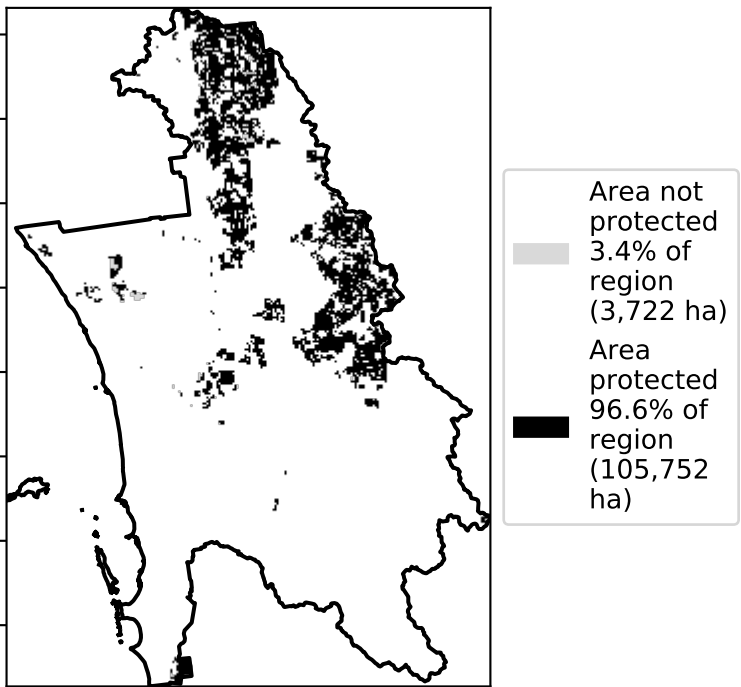 Area not
protected
3.4% of
region
(3,722 ha)
Area
protected
96.6% of
region
(105,752
ha)